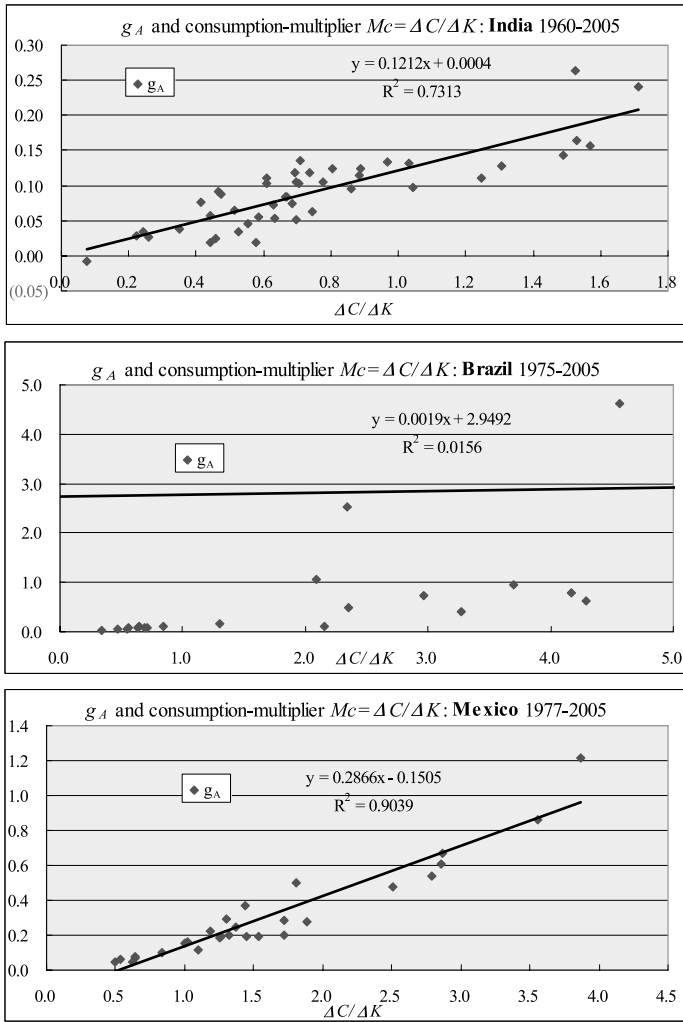 g_A and consumption-multiplier Mc=ΔC/ΔK: India 1960-2005
0.30
y = 0.1212x + 0.0004
R² = 0.7313
g_A
0.25
0.20
0.15
0.10
0.05
0.00
(0.05)
0.0 0.2 0.4 0.6 0.8 1.0 1.2 1.4 1.6 1.8
ΔC/ΔK
g_A and consumption-multiplier Mc=ΔC/ΔK: Brazil 1975-2005
5.0
y = 0.0019x + 2.9492
R² = 0.0156
g_A
4.0
3.0
2.0
1.0
0.0
0.0 1.0 2.0 3.0 4.0 5.0
ΔC/ΔK
g_A and consumption-multiplier Mc=ΔC/ΔK: Mexico 1977-2005
1.4
y = 0.2866x - 0.1505
R² = 0.9039
g_A
1.2
1.0
0.8
0.6
0.4
0.2
0.0
0.0 0.5 1.0 1.5 2.0 2.5 3.0 3.5 4.0 4.5
ΔC/ΔK